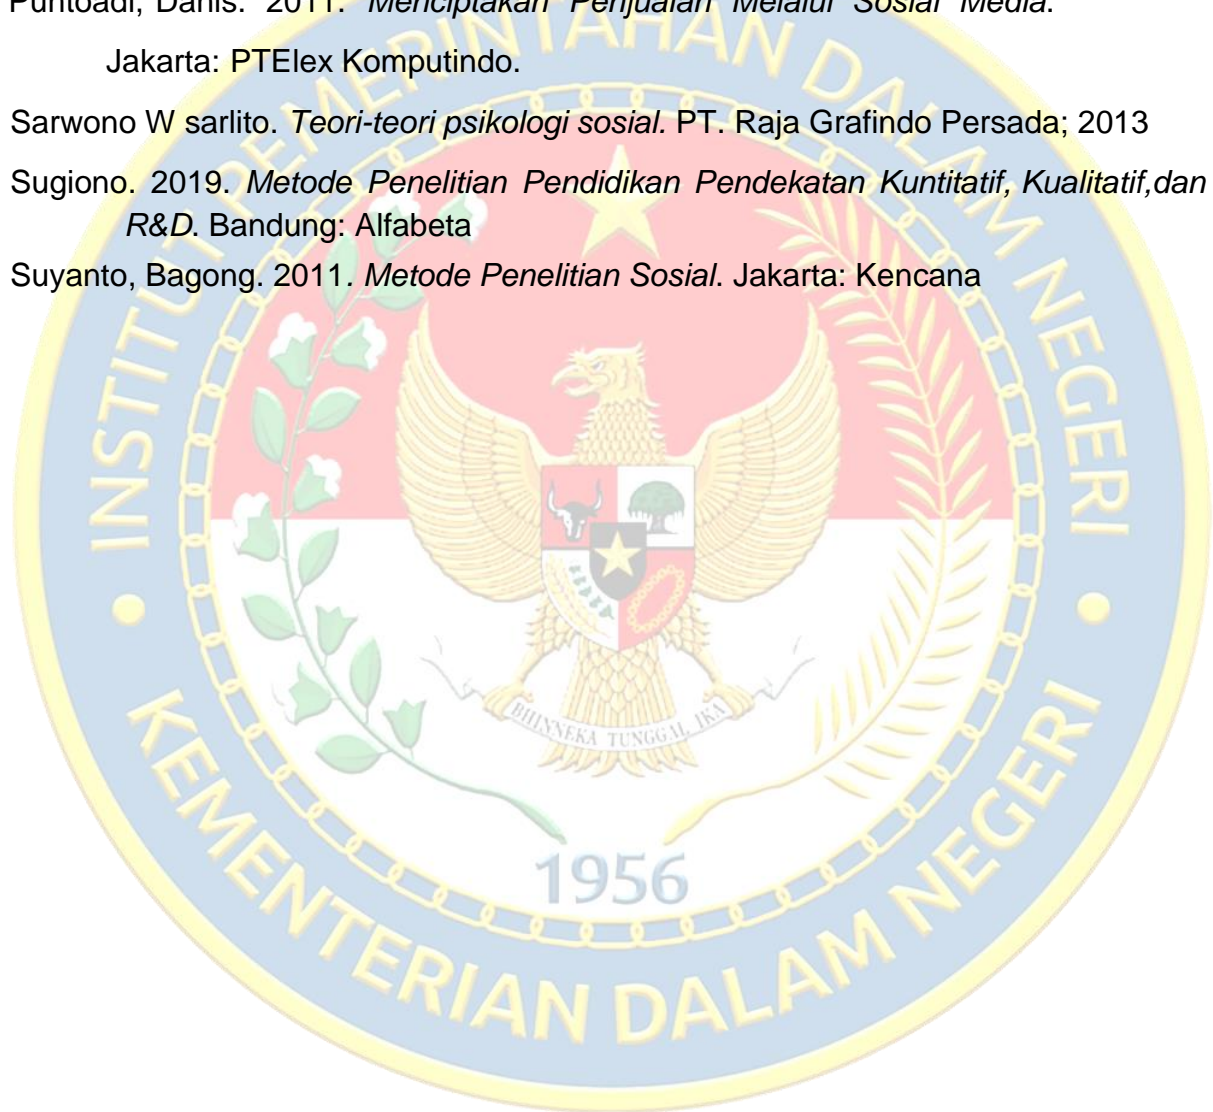 Puntoadi, Danis. 2011. Menciptakan Penjualan Melalui Sosial Media.
Jakarta: PTElex Komputindo.
Sarwono W sarlito. Teori-teori psikologi sosial. PT. Raja Grafindo Persada; 2013
Sugiono. 2019. Metode Penelitian Pendidikan Pendekatan Kuntitatif, Kualitatif,dan
R&D. Bandung: Alfabeta
Suyanto, Bagong. 2011. Metode Penelitian Sosial. Jakarta: Kencana
INSTITUT PEMERINTAHAN DALAM NEGERI
BHINNEKA TUNGGAL IKA
1956
KEMENTERIAN DALAM NEGERI